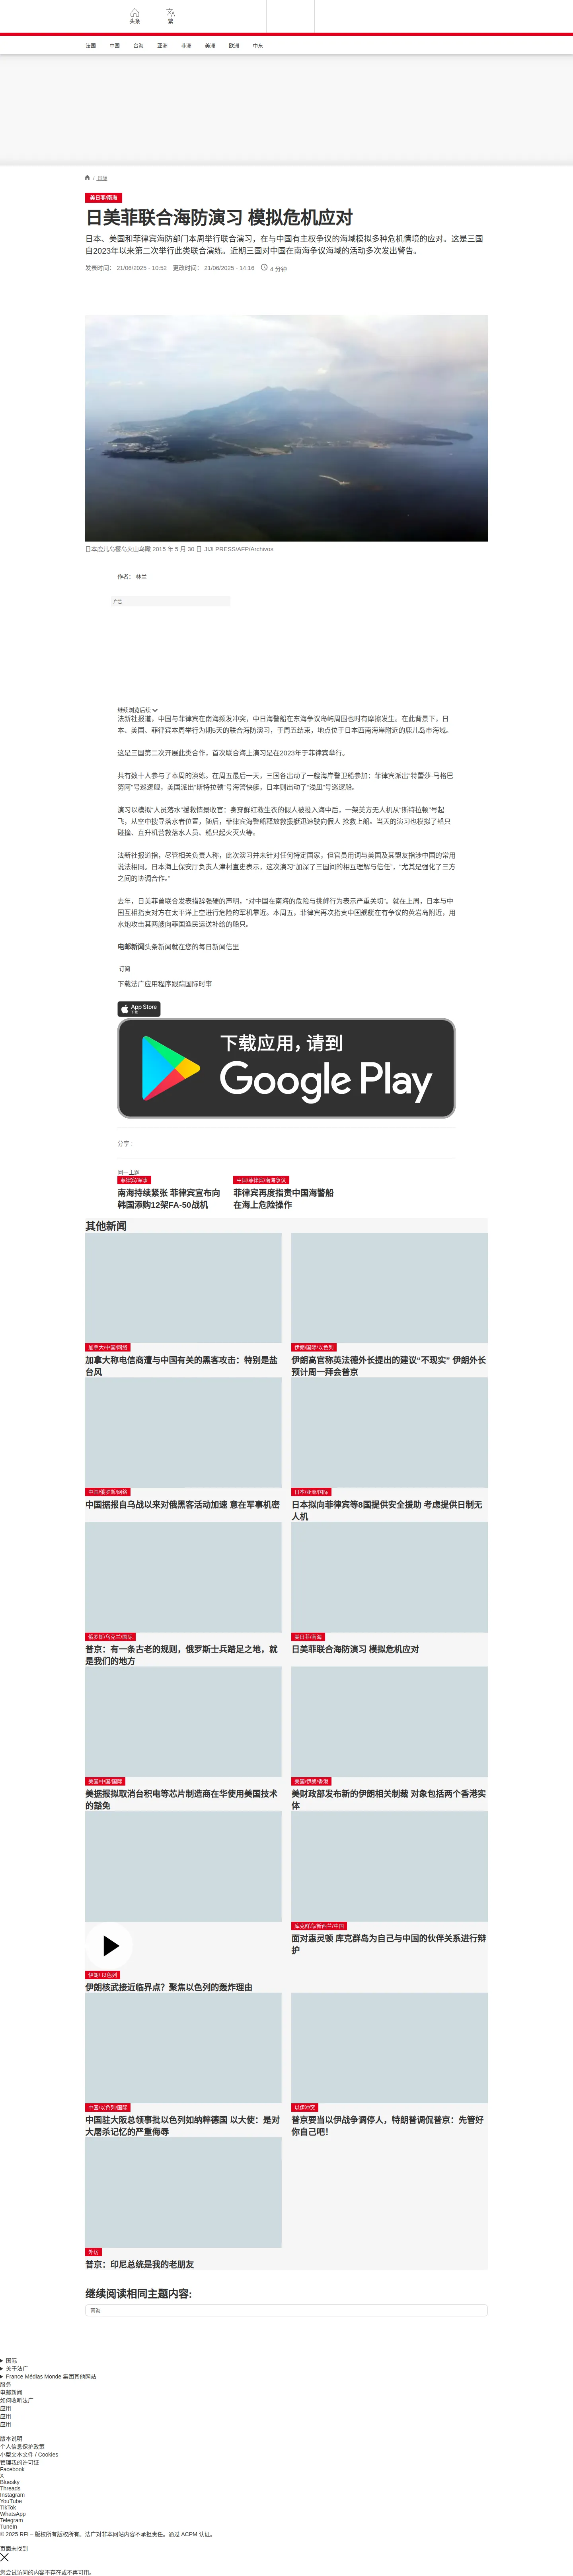 头条
繁
法国 中国 台海 亚洲 非洲 美洲 欧洲 中东
/ 国际
美日菲/南海
日美菲联合海防演习 模拟危机应对
日本、美国和菲律宾海防部门本周举行联合演习，在与中国有主权争议的海域模拟多种危机情境的应对。这是三国
自2023年以来第二次举行此类联合演练。近期三国对中国在南海争议海域的活动多次发出警告。
发表时间： 21/06/2025 - 10:52 更改时间： 21/06/2025 - 14:16 4 分钟
日本鹿儿岛樱岛火山鸟瞰 2015 年 5 月 30 日 JIJI PRESS/AFP/Archivos
作者： 林兰
广告
继续浏览后续
法新社报道，中国与菲律宾在南海频发冲突，中日海警船在东海争议岛屿周围也时有摩擦发生。在此背景下，日
本、美国、菲律宾本周举行为期5天的联合海防演习，于周五结束，地点位于日本西南海岸附近的鹿儿岛市海域。
这是三国第二次开展此类合作，首次联合海上演习是在2023年于菲律宾举行。
共有数十人参与了本周的演练。在周五最后一天，三国各出动了一艘海岸警卫船参加：菲律宾派出“特蕾莎·马格巴
努阿”号巡逻舰，美国派出“斯特拉顿”号海警快艇，日本则出动了“浅茈”号巡逻船。
演习以模拟“人员落水”援救情景收官：身穿鲜红救生衣的假人被投入海中后，一架美方无人机从“斯特拉顿”号起
飞，从空中搜寻落水者位置，随后，菲律宾海警船释放救援艇迅速驶向假人 抢救上船。当天的演习也模拟了船只
碰撞、直升机营救落水人员、船只起火灭火等。
法新社报道指，尽管相关负责人称，此次演习并未针对任何特定国家，但官员用词与美国及其盟友指涉中国的常用
说法相同。日本海上保安厅负责人津村直史表示，这次演习“加深了三国间的相互理解与信任”，“尤其是强化了三方
之间的协调合作。”
去年，日美菲曾联合发表措辞强硬的声明，“对中国在南海的危险与挑衅行为表示严重关切”。就在上周，日本与中
国互相指责对方在太平洋上空进行危险的军机靠近。本周五，菲律宾再次指责中国舰艇在有争议的黄岩岛附近，用
水炮攻击其两艘向菲国渔民运送补给的船只。
电邮新闻头条新闻就在您的每日新闻信里
订阅
下载法广应用程序跟踪国际时事
App Store
下载
下载应用，请到
Google Play
分享 :
同一主题
菲律宾/军事
南海持续紧张 菲律宾宣布向
韩国添购12架FA-50战机
中国/菲律宾/南海争议
菲律宾再度指责中国海警船
在海上危险操作
其他新闻
加拿大/中国/网络
加拿大称电信商遭与中国有关的黑客攻击：特别是盐
台风
伊朗/国际/以色列
伊朗高官称英法德外长提出的建议"不现实" 伊朗外长
预计周一拜会普京
中国/俄罗斯/网络
中国据报自乌战以来对俄黑客活动加速 意在军事机密
日本/亚洲/国际
日本拟向菲律宾等8国提供安全援助 考虑提供日制无
人机
俄罗斯/乌克兰/国际
普京：有一条古老的规则，俄罗斯士兵踏足之地，就
是我们的地方
美日菲/南海
日美菲联合海防演习 模拟危机应对
美国/中国/国际
美据报拟取消台积电等芯片制造商在华使用美国技术
的豁免
美国/伊朗/香港
美财政部发布新的伊朗相关制裁 对象包括两个香港实
体
伊朗/ 以色列
伊朗核武接近临界点？聚焦以色列的轰炸理由
库克群岛/新西兰/中国
面对惠灵顿 库克群岛为自己与中国的伙伴关系进行辩
护
中国/以色列/国际
中国驻大阪总领事批以色列如纳粹德国 以大使：是对
大屠杀记忆的严重侮辱
以伊冲突
普京要当以伊战争调停人，特朗普调侃普京：先管好
你自己吧！
外访
普京：印尼总统是我的老朋友
继续阅读相同主题内容:
南海
国际
关于法广
France Médias Monde 集团其他网站
服务
电邮新闻
如何收听法广
应用
应用
应用
版本说明
个人信息保护政策
小型文本文件 / Cookies
管理我的许可证
Facebook
X
Bluesky
Threads
Instagram
YouTube
TikTok
WhatsApp
Telegram
TuneIn
© 2025 RFI – 版权所有版权所有。法广对非本网站内容不承担责任。通过 ACPM 认证。
页面未找到
您尝试访问的内容不存在或不再可用。